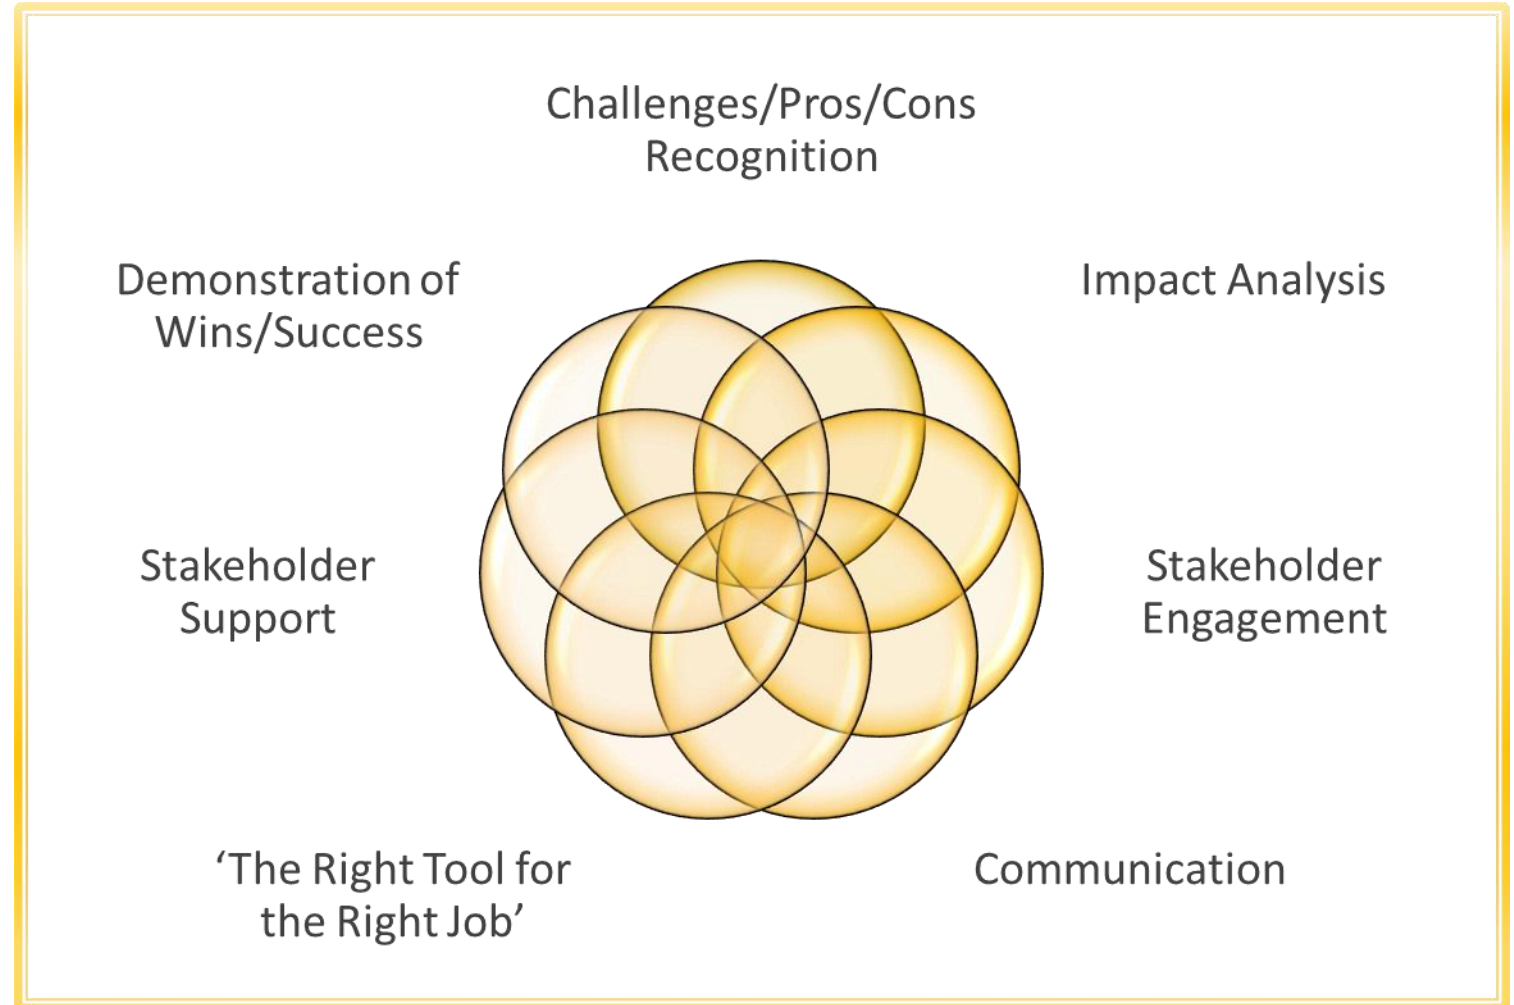 Challenges/Pros/Cons
Recognition
Demonstration of
Wins/Success
Impact Analysis
Stakeholder
Support
Stakeholder
Engagement
‘The Right Tool for
the Right Job’
Communication